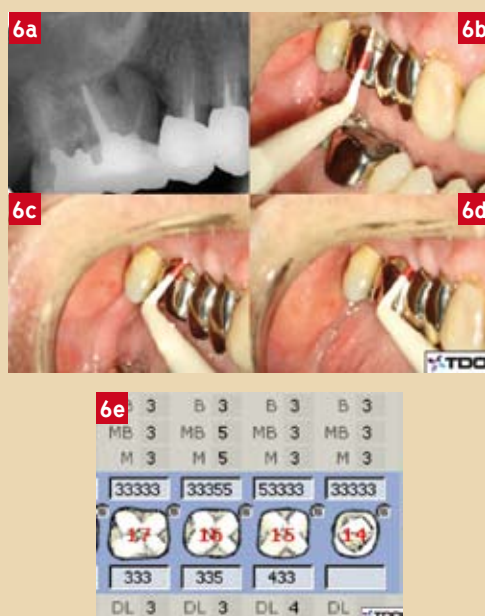 6a
6b
6c
6d
TDO
6e
B 3 B 3 B 3 B 3
MB 3 MB 5 MB 3 MB 3
M 3 M 5 M 3 M 3
33333 33355 53333 33333
17 16 15 14
333 335 433
DL 3 DL 3 DL 4 DL